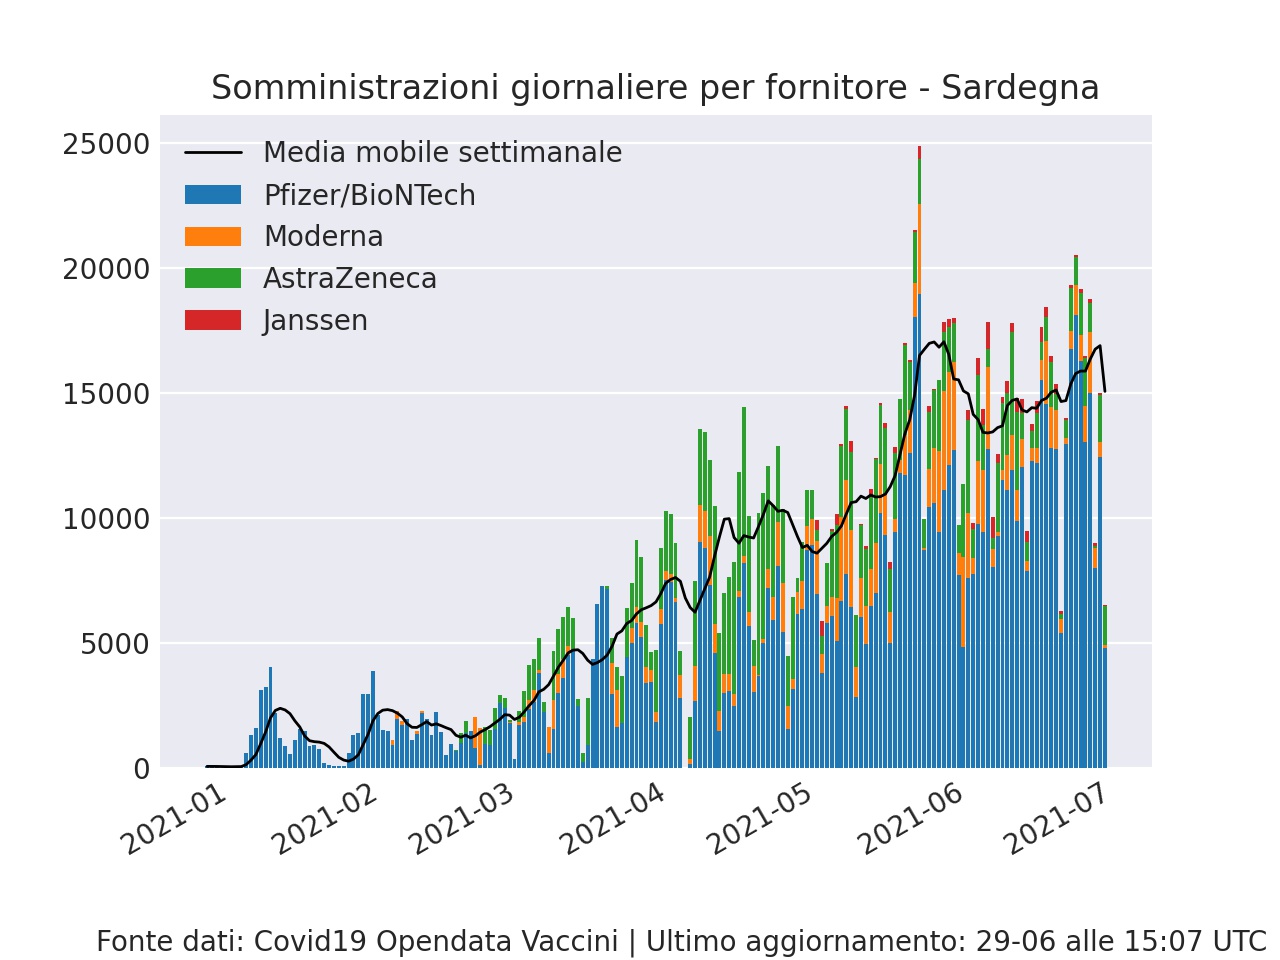 Somministrazioni giornaliere per fornitore - Sardegna
25000
20000
15000
10000
5000
0
Media mobile settimanale
Pfizer/BioNTech
Moderna
AstraZeneca
Janssen
2021-01
2021-02
2021-03
2021-04
2021-05
2021-06
2021-07
Fonte dati: Covid19 Opendata Vaccini | Ultimo aggiornamento: 29-06 alle 15:07 UTC